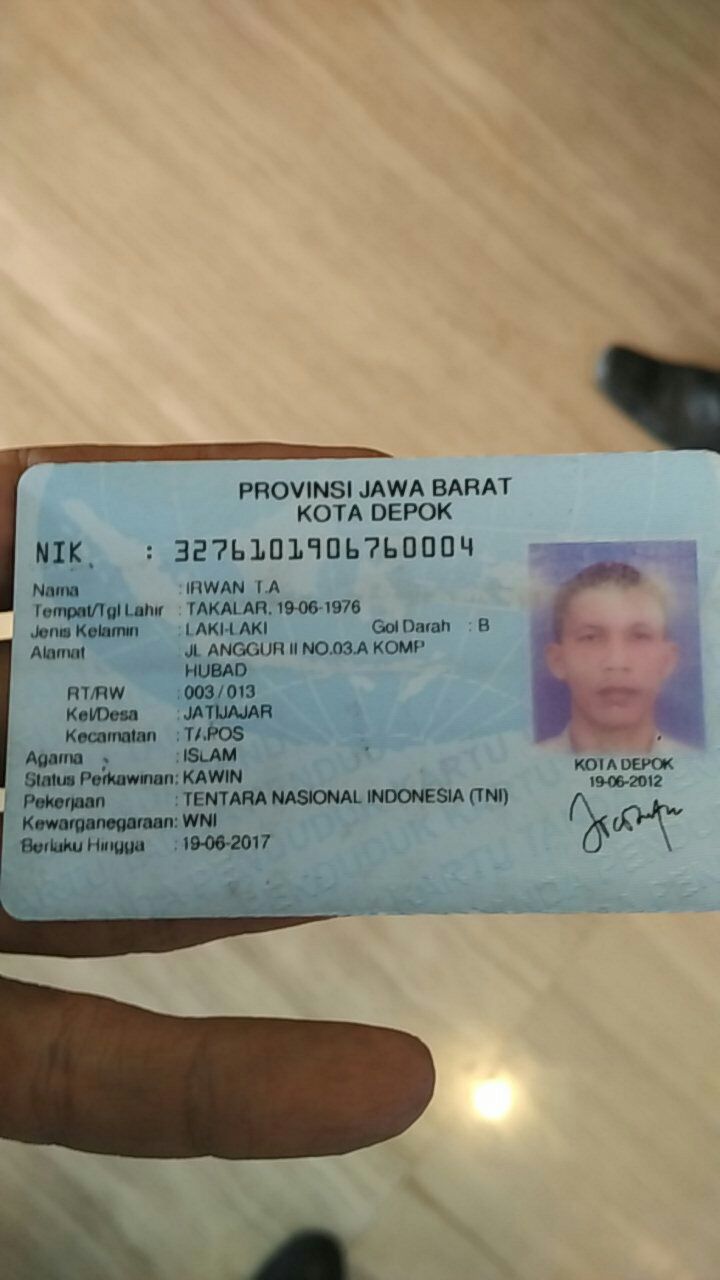 PROVINSI JAWA BARAT
KOTA DEPOK
NIK : 3276101906760004
Nama : IRWAN T.A
Tempat/Tgl Lahir : TAKALAR, 19-06-1976
Jenis Kelamin : LAKI-LAKI Gol Darah : B
Alamat : JL ANGGUR II NO.03.A KOMP
HUBAD
RT/RW : 003 / 013
Kel/Desa : JATIJAJAR
Kecamatan : TAPOS
Agama : ISLAM
Status Perkawinan: KAWIN
Pekerjaan : TENTARA NASIONAL INDONESIA (TNI)
Kewarganegaraan: WNI
Berlaku Hingga : 19-06-2017
KOTA DEPOK
19-06-2012